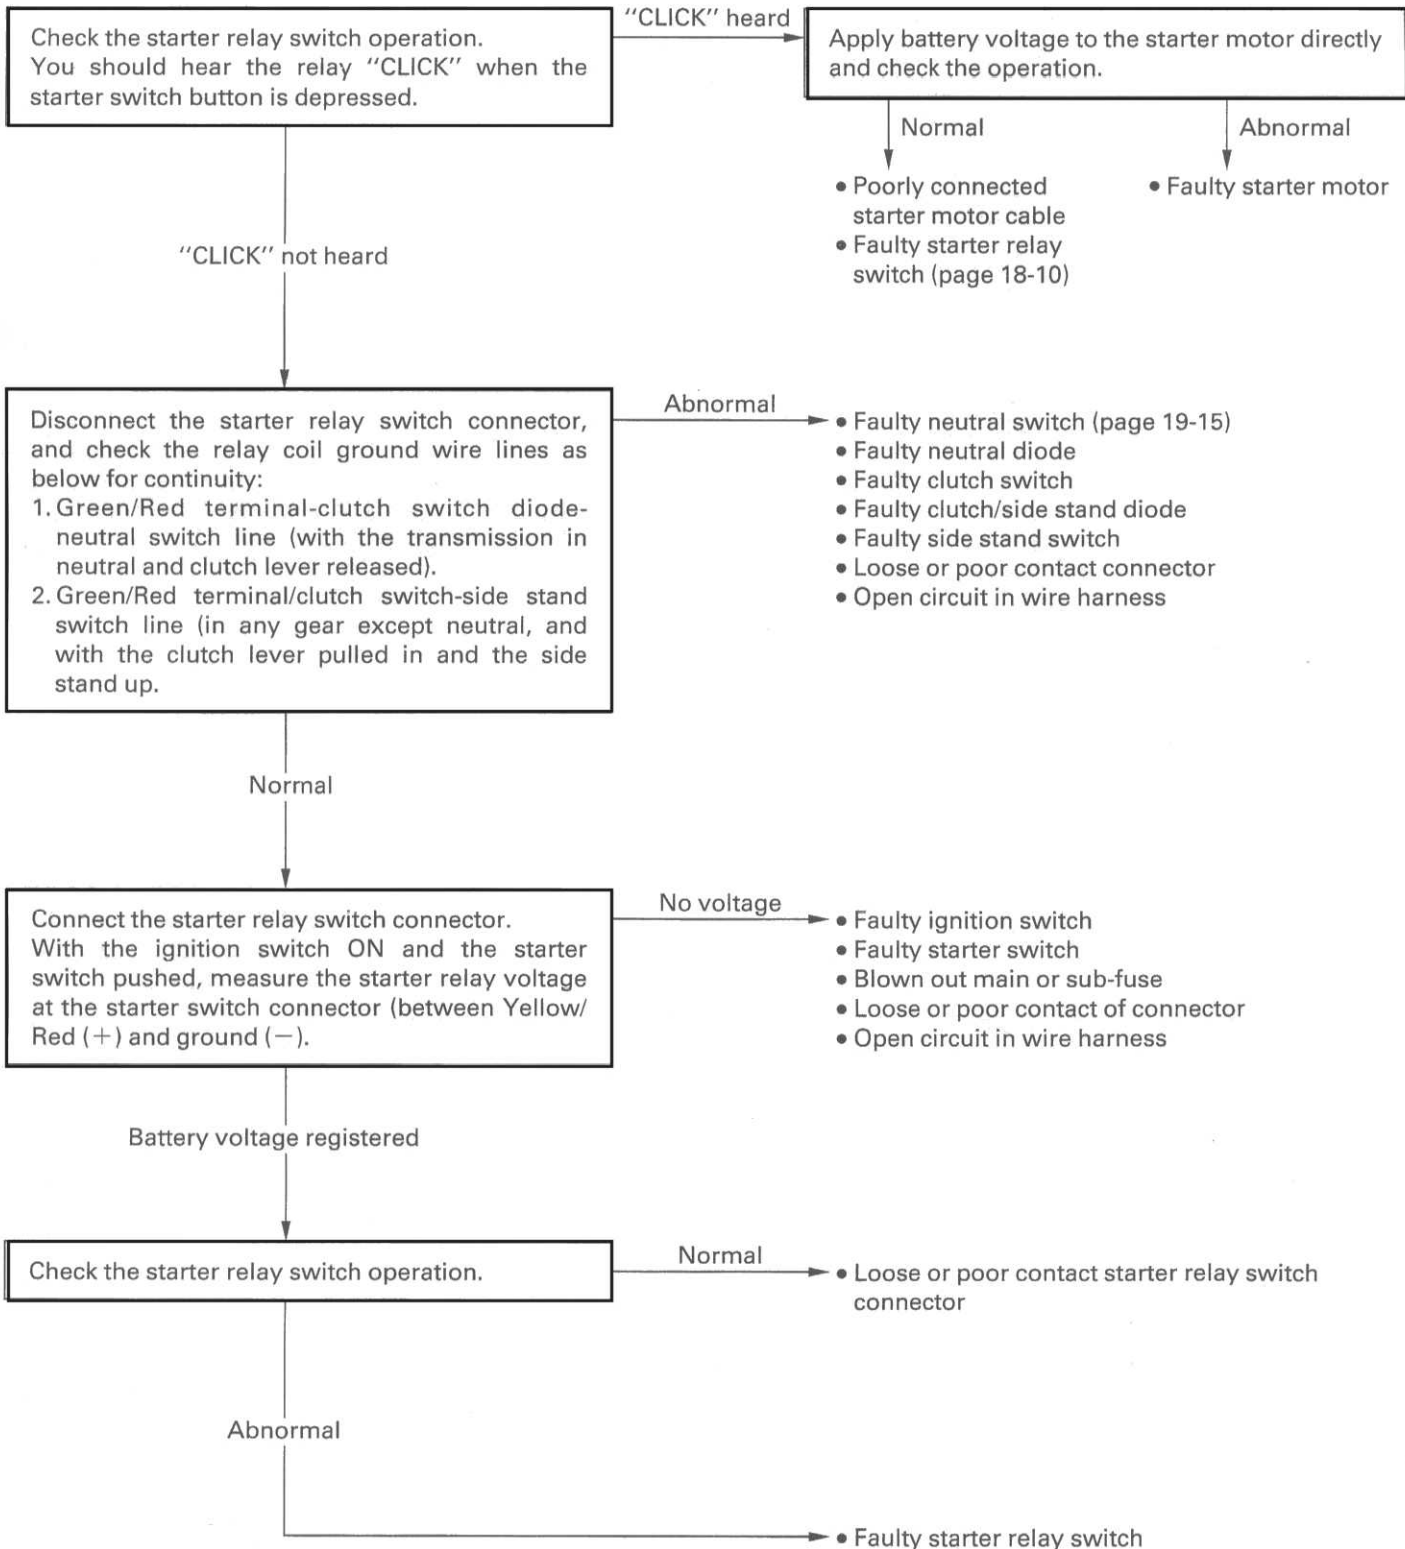 Check the starter relay switch operation.
You should hear the relay “CLICK” when the
starter switch button is depressed.
“CLICK” heard
Apply battery voltage to the starter motor directly
and check the operation.
Normal
Abnormal
• Poorly connected
starter motor cable
• Faulty starter relay
switch (page 18-10)
• Faulty starter motor
“CLICK” not heard
Disconnect the starter relay switch connector,
and check the relay coil ground wire lines as
below for continuity:
1. Green/Red terminal-clutch switch diode-
neutral switch line (with the transmission in
neutral and clutch lever released).
2. Green/Red terminal/clutch switch-side stand
switch line (in any gear except neutral, and
with the clutch lever pulled in and the side
stand up.
Abnormal
• Faulty neutral switch (page 19-15)
• Faulty neutral diode
• Faulty clutch switch
• Faulty clutch/side stand diode
• Faulty side stand switch
• Loose or poor contact connector
• Open circuit in wire harness
Normal
Connect the starter relay switch connector.
With the ignition switch ON and the starter
switch pushed, measure the starter relay voltage
at the starter switch connector (between Yellow/
Red (+) and ground (−).
No voltage
• Faulty ignition switch
• Faulty starter switch
• Blown out main or sub-fuse
• Loose or poor contact of connector
• Open circuit in wire harness
Battery voltage registered
Check the starter relay switch operation.
Normal
• Loose or poor contact starter relay switch
connector
Abnormal
• Faulty starter relay switch